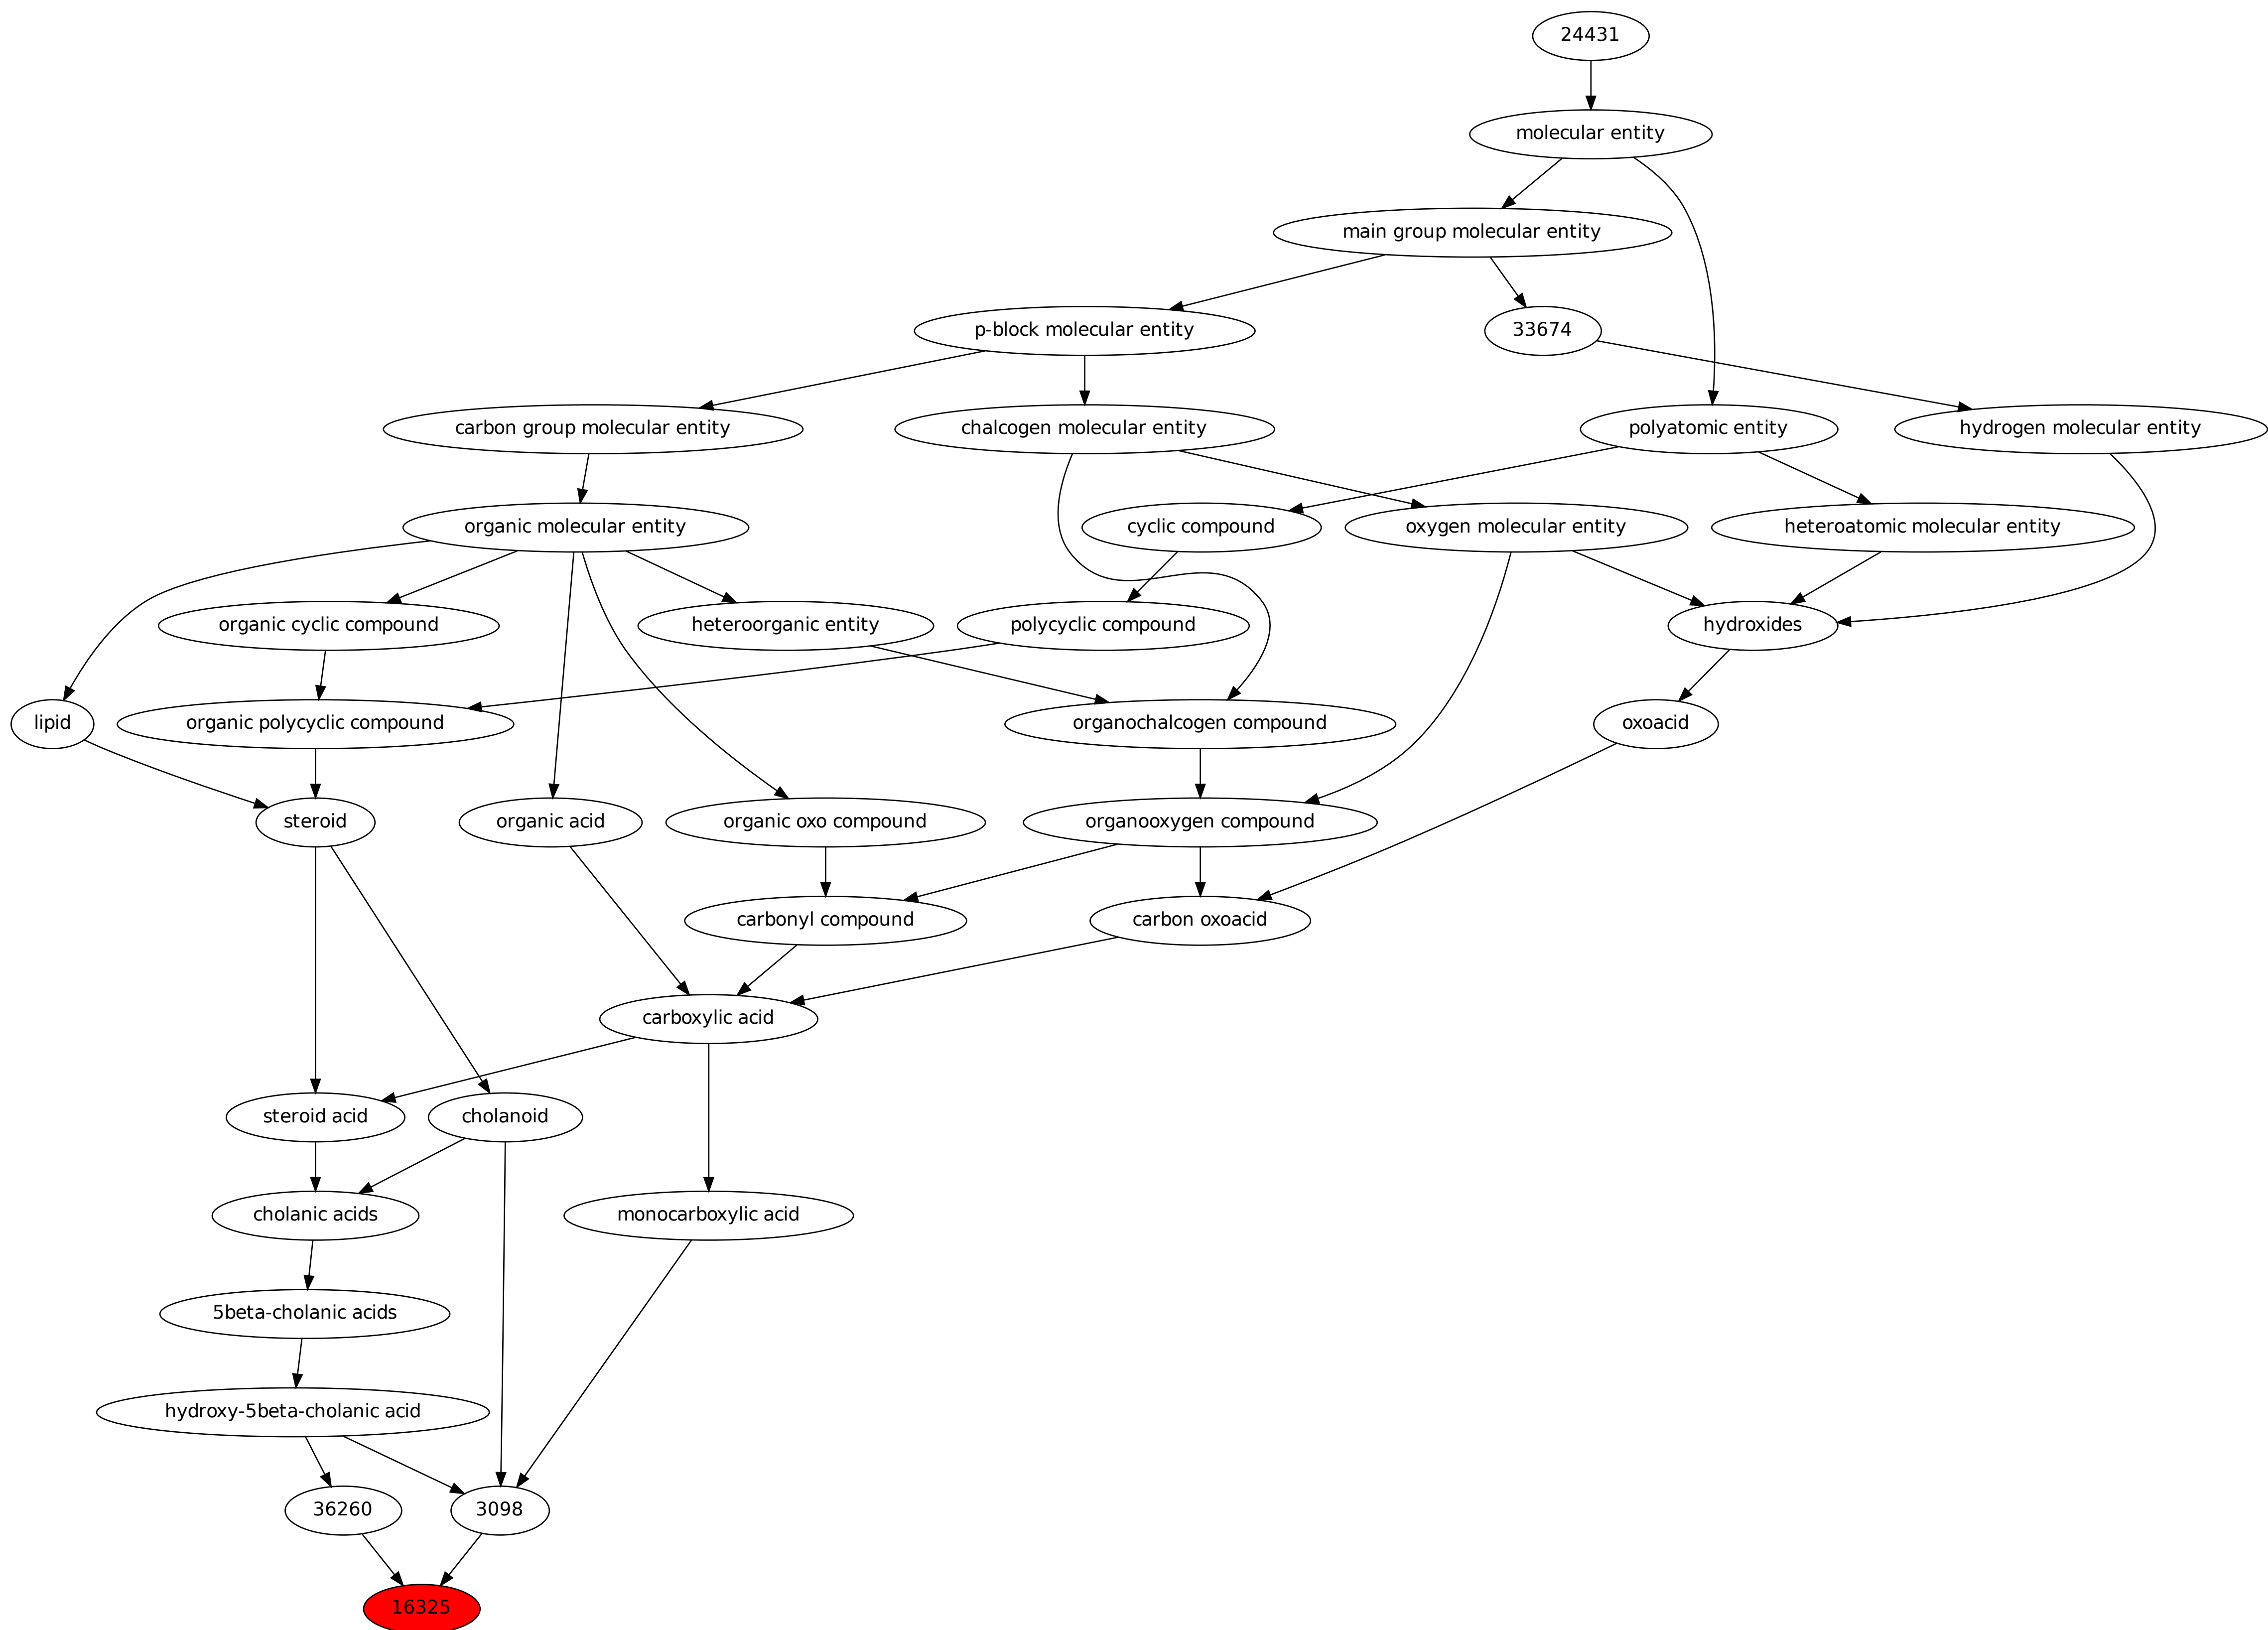 24431
molecular entity
main group molecular entity
p-block molecular entity
33674
carbon group molecular entity
chalcogen molecular entity
polyatomic entity
hydrogen molecular entity
organic molecular entity
cyclic compound
oxygen molecular entity
heteroatomic molecular entity
organic cyclic compound
heteroorganic entity
polycyclic compound
hydroxides
lipid
organic polycyclic compound
organochalcogen compound
oxoacid
steroid
organic acid
organic oxo compound
organooxygen compound
carbonyl compound
carbon oxoacid
carboxylic acid
steroid acid
cholanoid
cholanic acids
monocarboxylic acid
5beta-cholanic acids
hydroxy-5beta-cholanic acid
36260
3098
16325